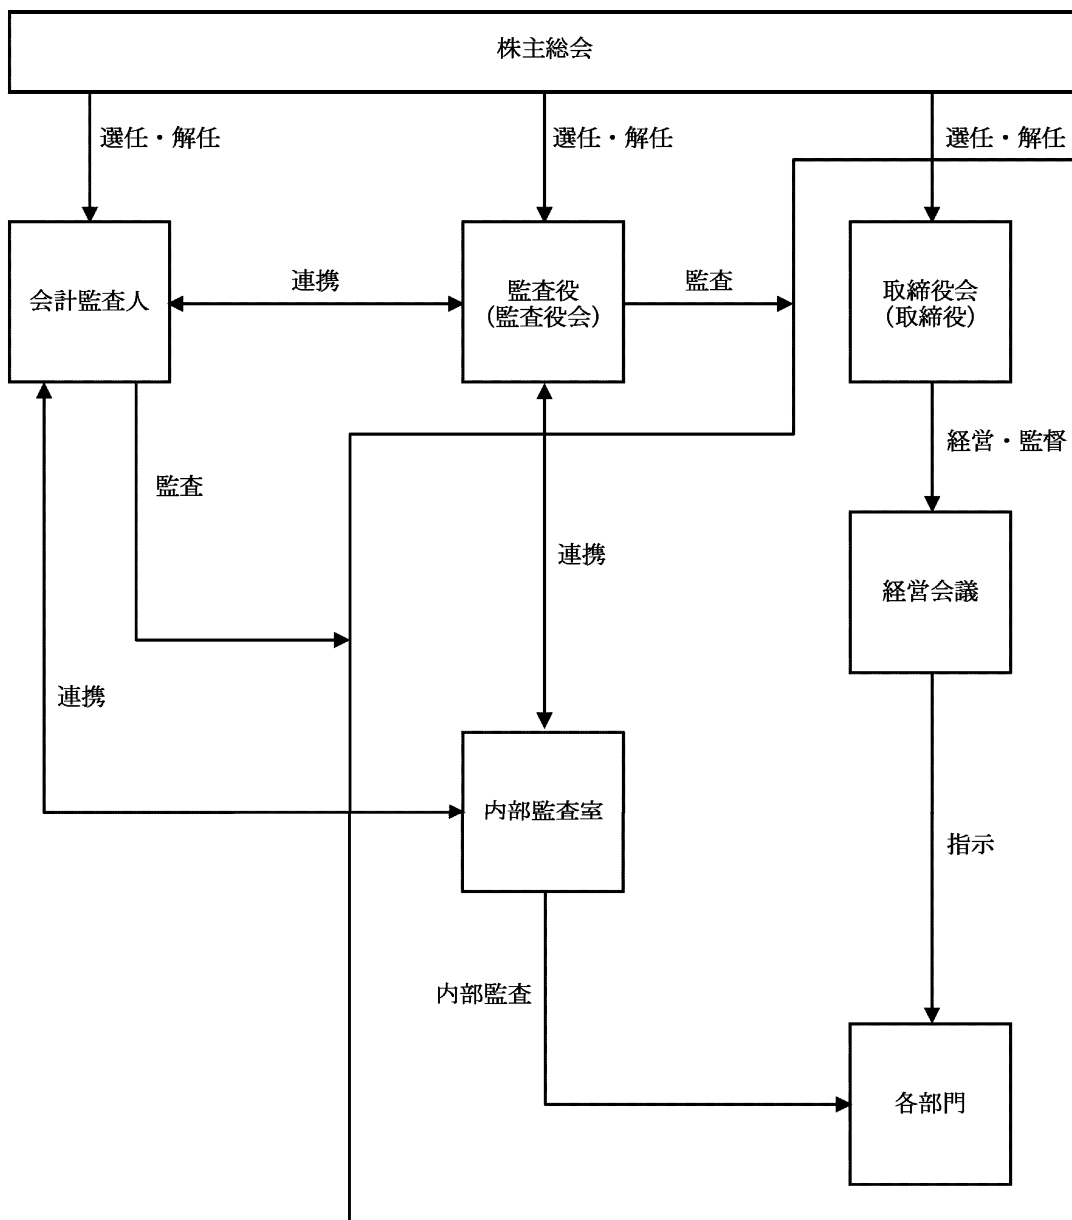 株主総会
選任・解任
選任・解任
選任・解任
会計監査人
連携
監査役
(監査役会)
監査
取締役会
(取締役)
経営・監督
監査
連携
経営会議
連携
内部監査室
指示
内部監査
各部門